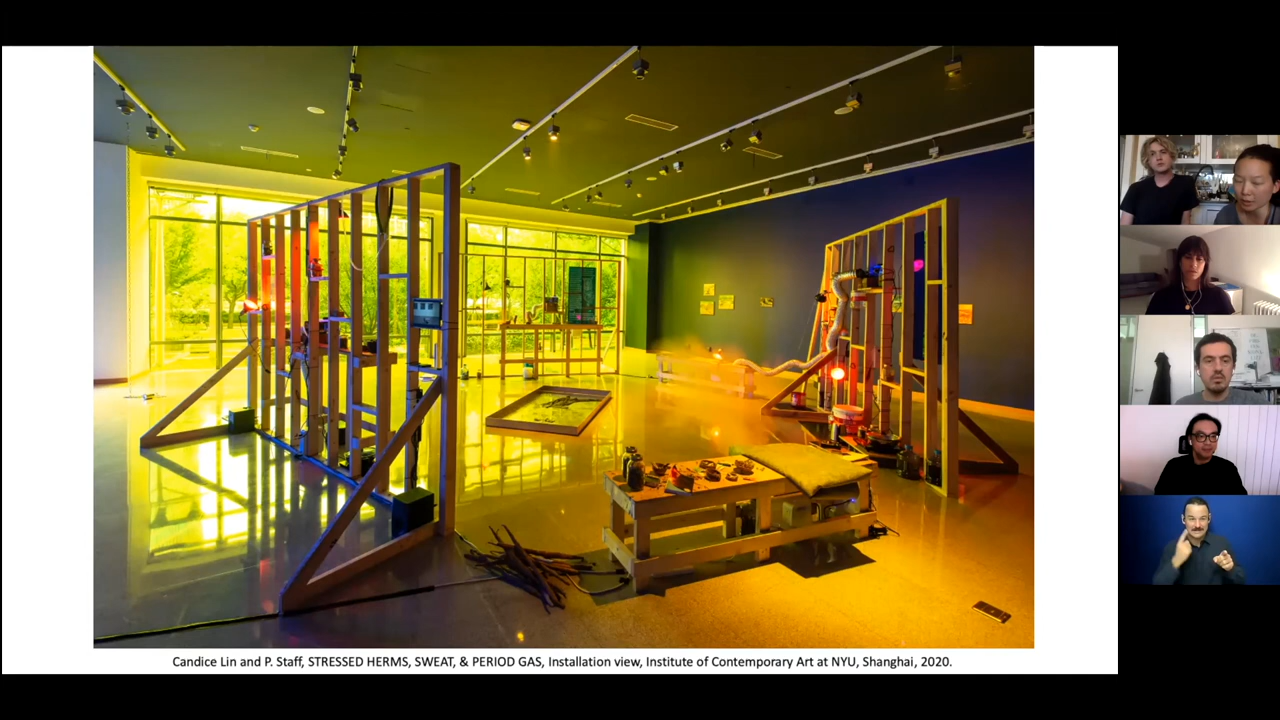 Candice Lin and P. Staff, STRESSED HERMS, SWEAT, & PERIOD GAS, Installation view, Institute of Contemporary Art at NYU, Shanghai, 2020.